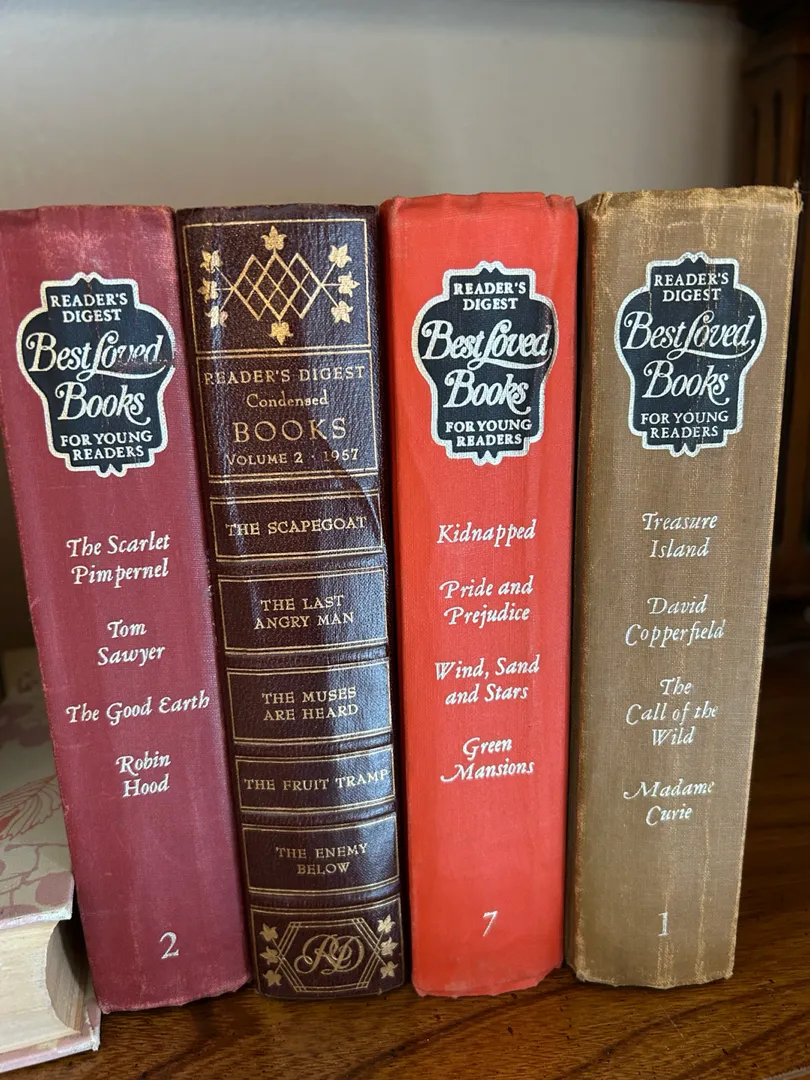 READER'S
DIGEST
Best Loved
Books
FOR YOUNG
READERS
The Scarlet
Pimpernel
Tom
Sawyer
The Good Earth
Robin
Hood
2
READER'S DIGEST
Condensed
BOOKS
VOLUME 2 · 1957
THE SCAPEGOAT
THE LAST
ANGRY MAN
THE MUSES
ARE HEARD
THE FRUIT TRAMP
THE ENEMY
BELOW
RD
READER'S
DIGEST
Best Loved
Books
FOR YOUNG
READERS
Kidnapped
Pride and
Prejudice
Wind, Sand
and Stars
Green
Mansions
7
READER'S
DIGEST
Best Loved
Books
FOR YOUNG
READERS
Treasure
Island
David
Copperfield
The
Call of the
Wild
Madame
Curie
1